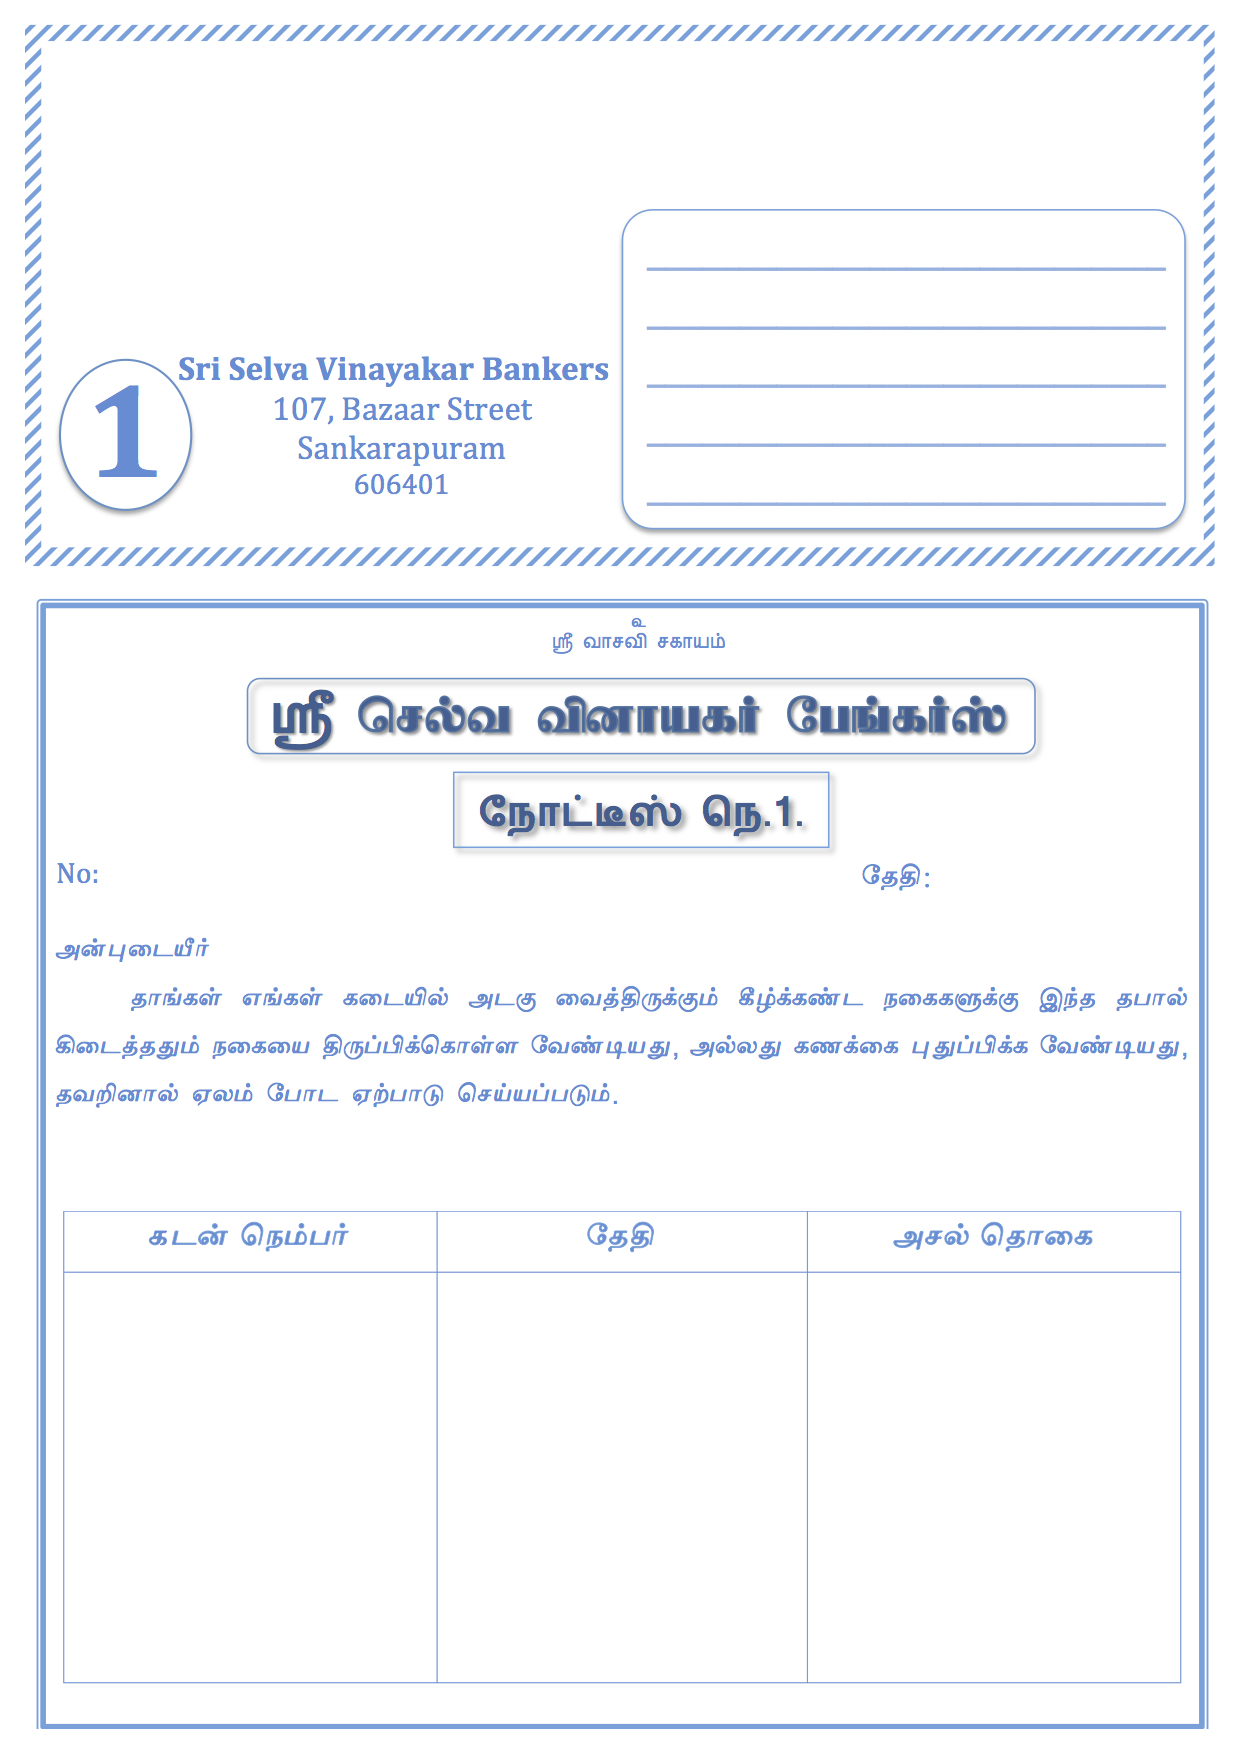 1
Sri Selva Vinayakar Bankers
107, Bazaar Street
Sankarapuram
606401
உ
ஸ்ரீ வாசவி சகாயம்
ஸ்ரீ செல்வ வினாயகர் பேங்கர்ஸ்
நோட்டீஸ் நெ.1.
No: தேதி:
அன்புடையீர்
தாங்கள் எங்கள் கடையில் அடகு வைத்திருக்கும் கீழ்க்கண்ட நகைகளுக்கு இந்த தபால்
கிடைத்ததும் நகையை திருப்பிக்கொள்ள வேண்டியது, அல்லது கணக்கை புதுப்பிக்க வேண்டியது,
தவறினால் ஏலம் போட ஏற்பாடு செய்யப்படும்.
கடன் நெம்பர் தேதி அசல் தொகை